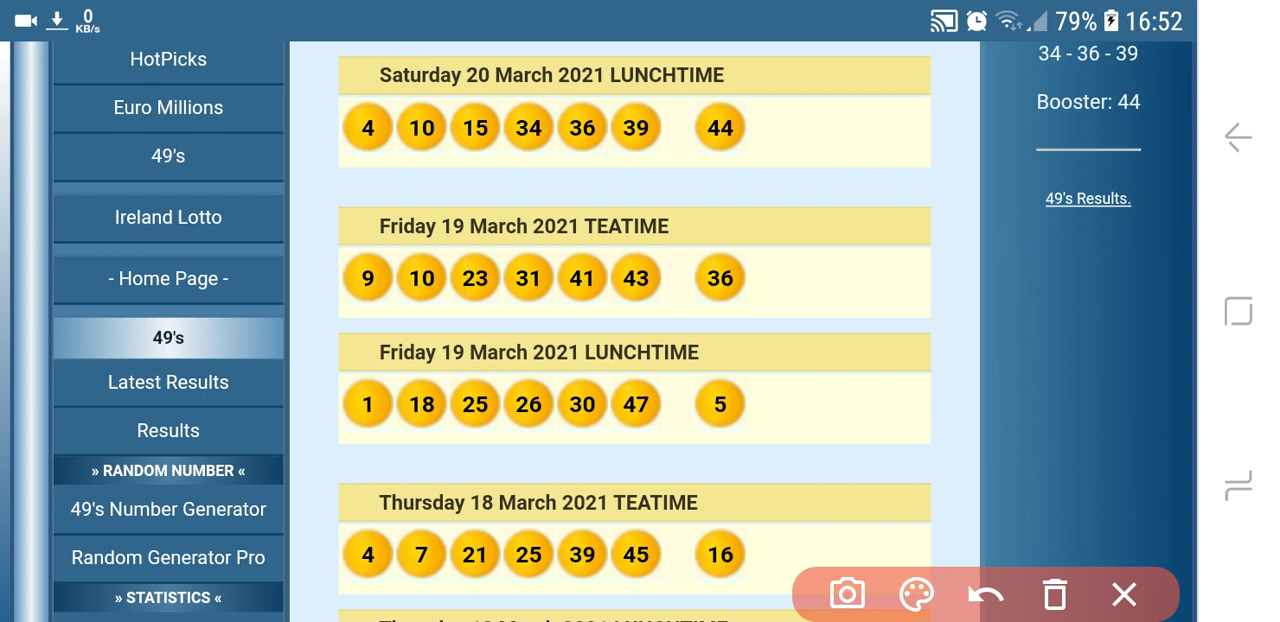 0
KB/s
79% 16:52
HotPicks
Euro Millions
49's
Ireland Lotto
- Home Page -
49's
Latest Results
Results
» RANDOM NUMBER «
49's Number Generator
Random Generator Pro
» STATISTICS «
Saturday 20 March 2021 LUNCHTIME
4 10 15 34 36 39 44
Friday 19 March 2021 TEATIME
9 10 23 31 41 43 36
Friday 19 March 2021 LUNCHTIME
1 18 25 26 30 47 5
Thursday 18 March 2021 TEATIME
4 7 21 25 39 45 16
34 - 36 - 39
Booster: 44
49's Results.